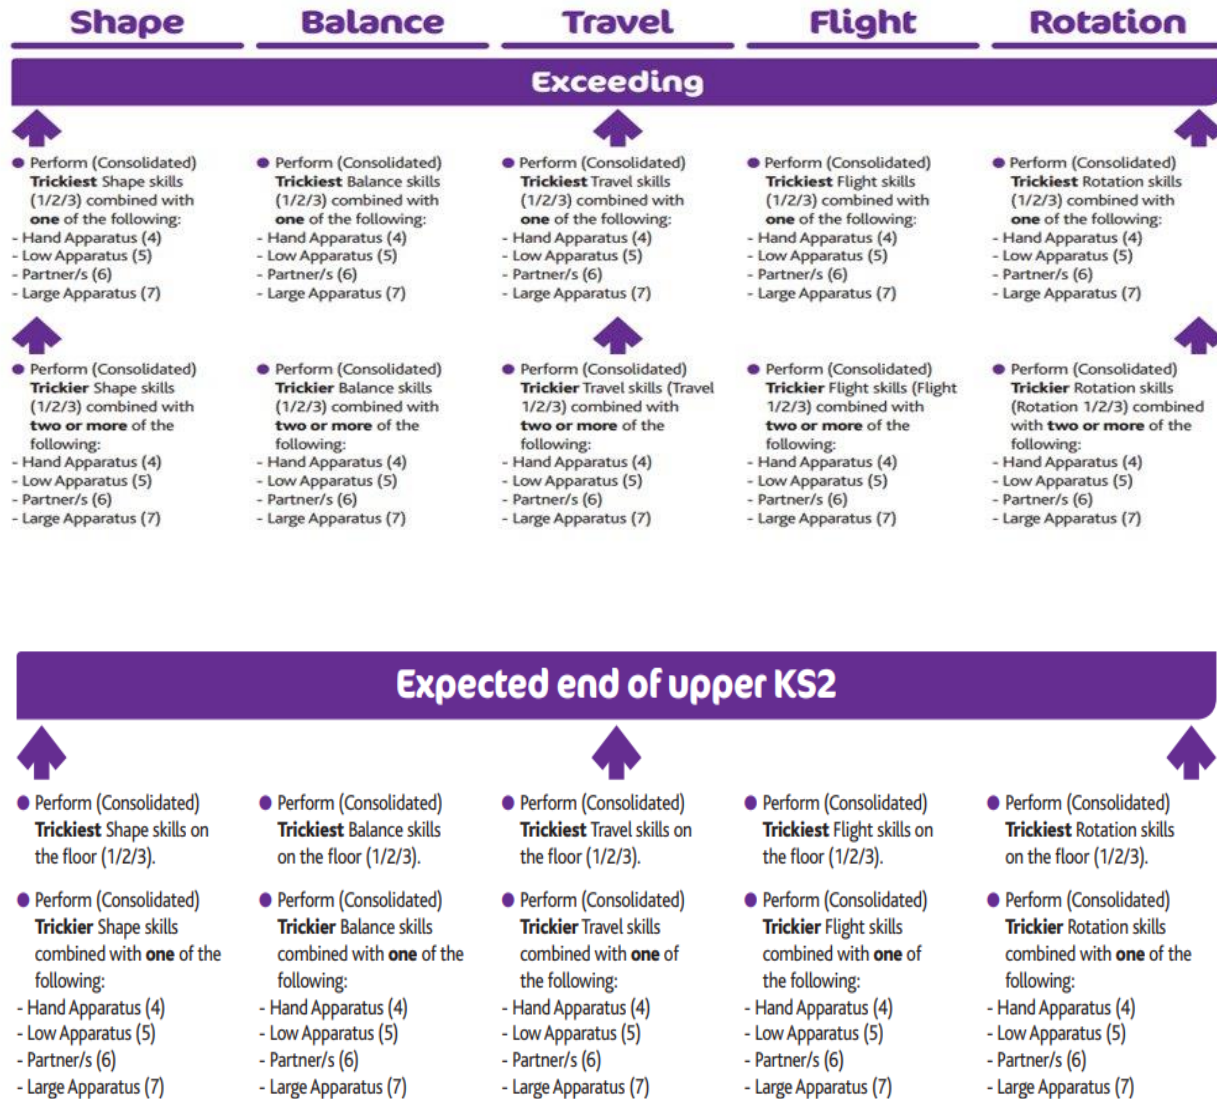 Shape
Balance
Travel
Flight
Rotation
Exceeding
● Perform (Consolidated)
Trickiest Shape skills
(1/2/3) combined with
one of the following:
- Hand Apparatus (4)
- Low Apparatus (5)
- Partner/s (6)
- Large Apparatus (7)
● Perform (Consolidated)
Trickiest Balance skills
(1/2/3) combined with
one of the following:
- Hand Apparatus (4)
- Low Apparatus (5)
- Partner/s (6)
- Large Apparatus (7)
● Perform (Consolidated)
Trickiest Travel skills
(1/2/3) combined with
one of the following:
- Hand Apparatus (4)
- Low Apparatus (5)
- Partner/s (6)
- Large Apparatus (7)
● Perform (Consolidated)
Trickiest Flight skills
(1/2/3) combined with
one of the following:
- Hand Apparatus (4)
- Low Apparatus (5)
- Partner/s (6)
- Large Apparatus (7)
● Perform (Consolidated)
Trickiest Rotation skills
(1/2/3) combined with
one of the following:
- Hand Apparatus (4)
- Low Apparatus (5)
- Partner/s (6)
- Large Apparatus (7)
● Perform (Consolidated)
Trickier Shape skills
(1/2/3) combined with
two or more of the
following:
- Hand Apparatus (4)
- Low Apparatus (5)
- Partner/s (6)
- Large Apparatus (7)
● Perform (Consolidated)
Trickier Balance skills
(1/2/3) combined with
two or more of the
following:
- Hand Apparatus (4)
- Low Apparatus (5)
- Partner/s (6)
- Large Apparatus (7)
● Perform (Consolidated)
Trickier Travel skills (Travel
1/2/3) combined with
two or more of the
following:
- Hand Apparatus (4)
- Low Apparatus (5)
- Partner/s (6)
- Large Apparatus (7)
● Perform (Consolidated)
Trickier Flight skills (Flight
1/2/3) combined with
two or more of the
following:
- Hand Apparatus (4)
- Low Apparatus (5)
- Partner/s (6)
- Large Apparatus (7)
● Perform (Consolidated)
Trickier Rotation skills
(Rotation 1/2/3) combined
with two or more of the
following:
- Hand Apparatus (4)
- Low Apparatus (5)
- Partner/s (6)
- Large Apparatus (7)
Expected end of upper KS2
● Perform (Consolidated)
Trickiest Shape skills on
the floor (1/2/3).
● Perform (Consolidated)
Trickiest Balance skills
on the floor (1/2/3).
● Perform (Consolidated)
Trickiest Travel skills on
the floor (1/2/3).
● Perform (Consolidated)
Trickiest Flight skills on
the floor (1/2/3).
● Perform (Consolidated)
Trickiest Rotation skills
on the floor (1/2/3).
● Perform (Consolidated)
Trickier Shape skills
combined with one of the
following:
- Hand Apparatus (4)
- Low Apparatus (5)
- Partner/s (6)
- Large Apparatus (7)
● Perform (Consolidated)
Trickier Balance skills
combined with one of the
following:
- Hand Apparatus (4)
- Low Apparatus (5)
- Partner/s (6)
- Large Apparatus (7)
● Perform (Consolidated)
Trickier Travel skills
combined with one of
the following:
- Hand Apparatus (4)
- Low Apparatus (5)
- Partner/s (6)
- Large Apparatus (7)
● Perform (Consolidated)
Trickier Flight skills
combined with one of
the following:
- Hand Apparatus (4)
- Low Apparatus (5)
- Partner/s (6)
- Large Apparatus (7)
● Perform (Consolidated)
Trickier Rotation skills
combined with one of the
following:
- Hand Apparatus (4)
- Low Apparatus (5)
- Partner/s (6)
- Large Apparatus (7)